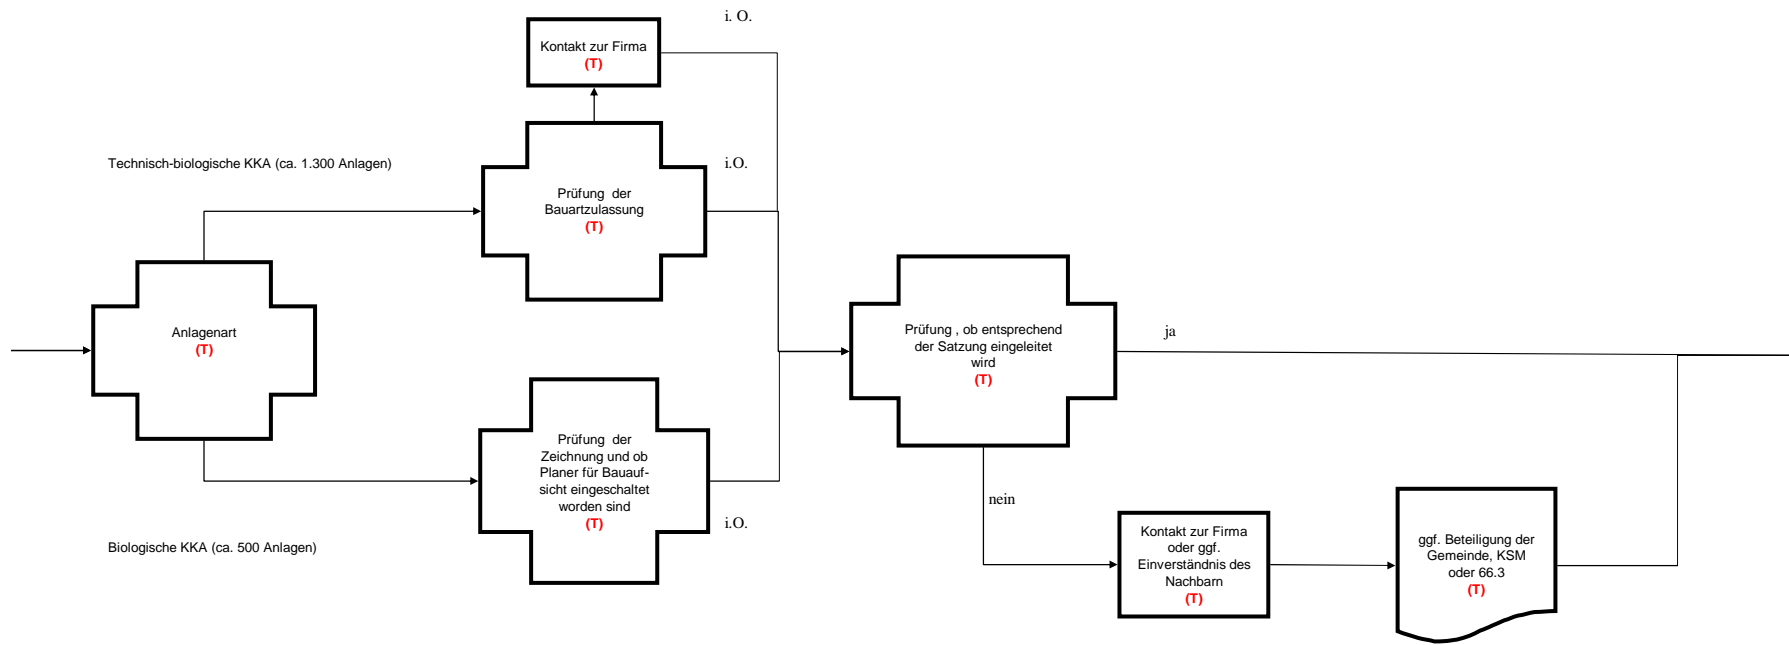 i. O.
Kontakt zur Firma
(T)
Technisch-biologische KKA (ca. 1.300 Anlagen)
i.O.
Prüfung der
Bauartzulassung
(T)
Anlagenart
(T)
Prüfung , ob entsprechend
der Satzung eingeleitet
wird
(T)
ja
Prüfung der
Zeichnung und ob
Planer für Bauauf-
sicht eingeschaltet
worden sind
(T)
i.O.
Biologische KKA (ca. 500 Anlagen)
nein
Kontakt zur Firma
oder ggf.
Einverständnis des
Nachbarn
(T)
ggf. Beteiligung der
Gemeinde, KSM
oder 66.3
(T)